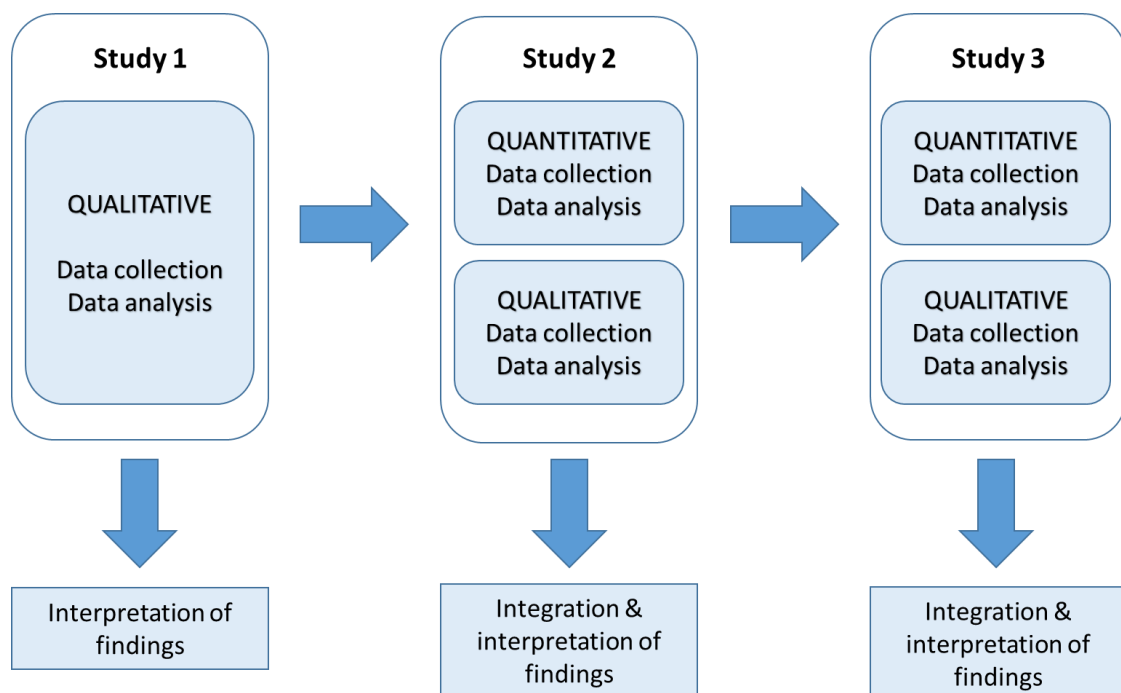 Study 1
QUALITATIVE
Data collection
Data analysis
Interpretation of
findings
Study 2
QUANTITATIVE
Data collection
Data analysis
QUALITATIVE
Data collection
Data analysis
Integration &
interpretation of
findings
Study 3
QUANTITATIVE
Data collection
Data analysis
QUALITATIVE
Data collection
Data analysis
Integration &
interpretation of
findings